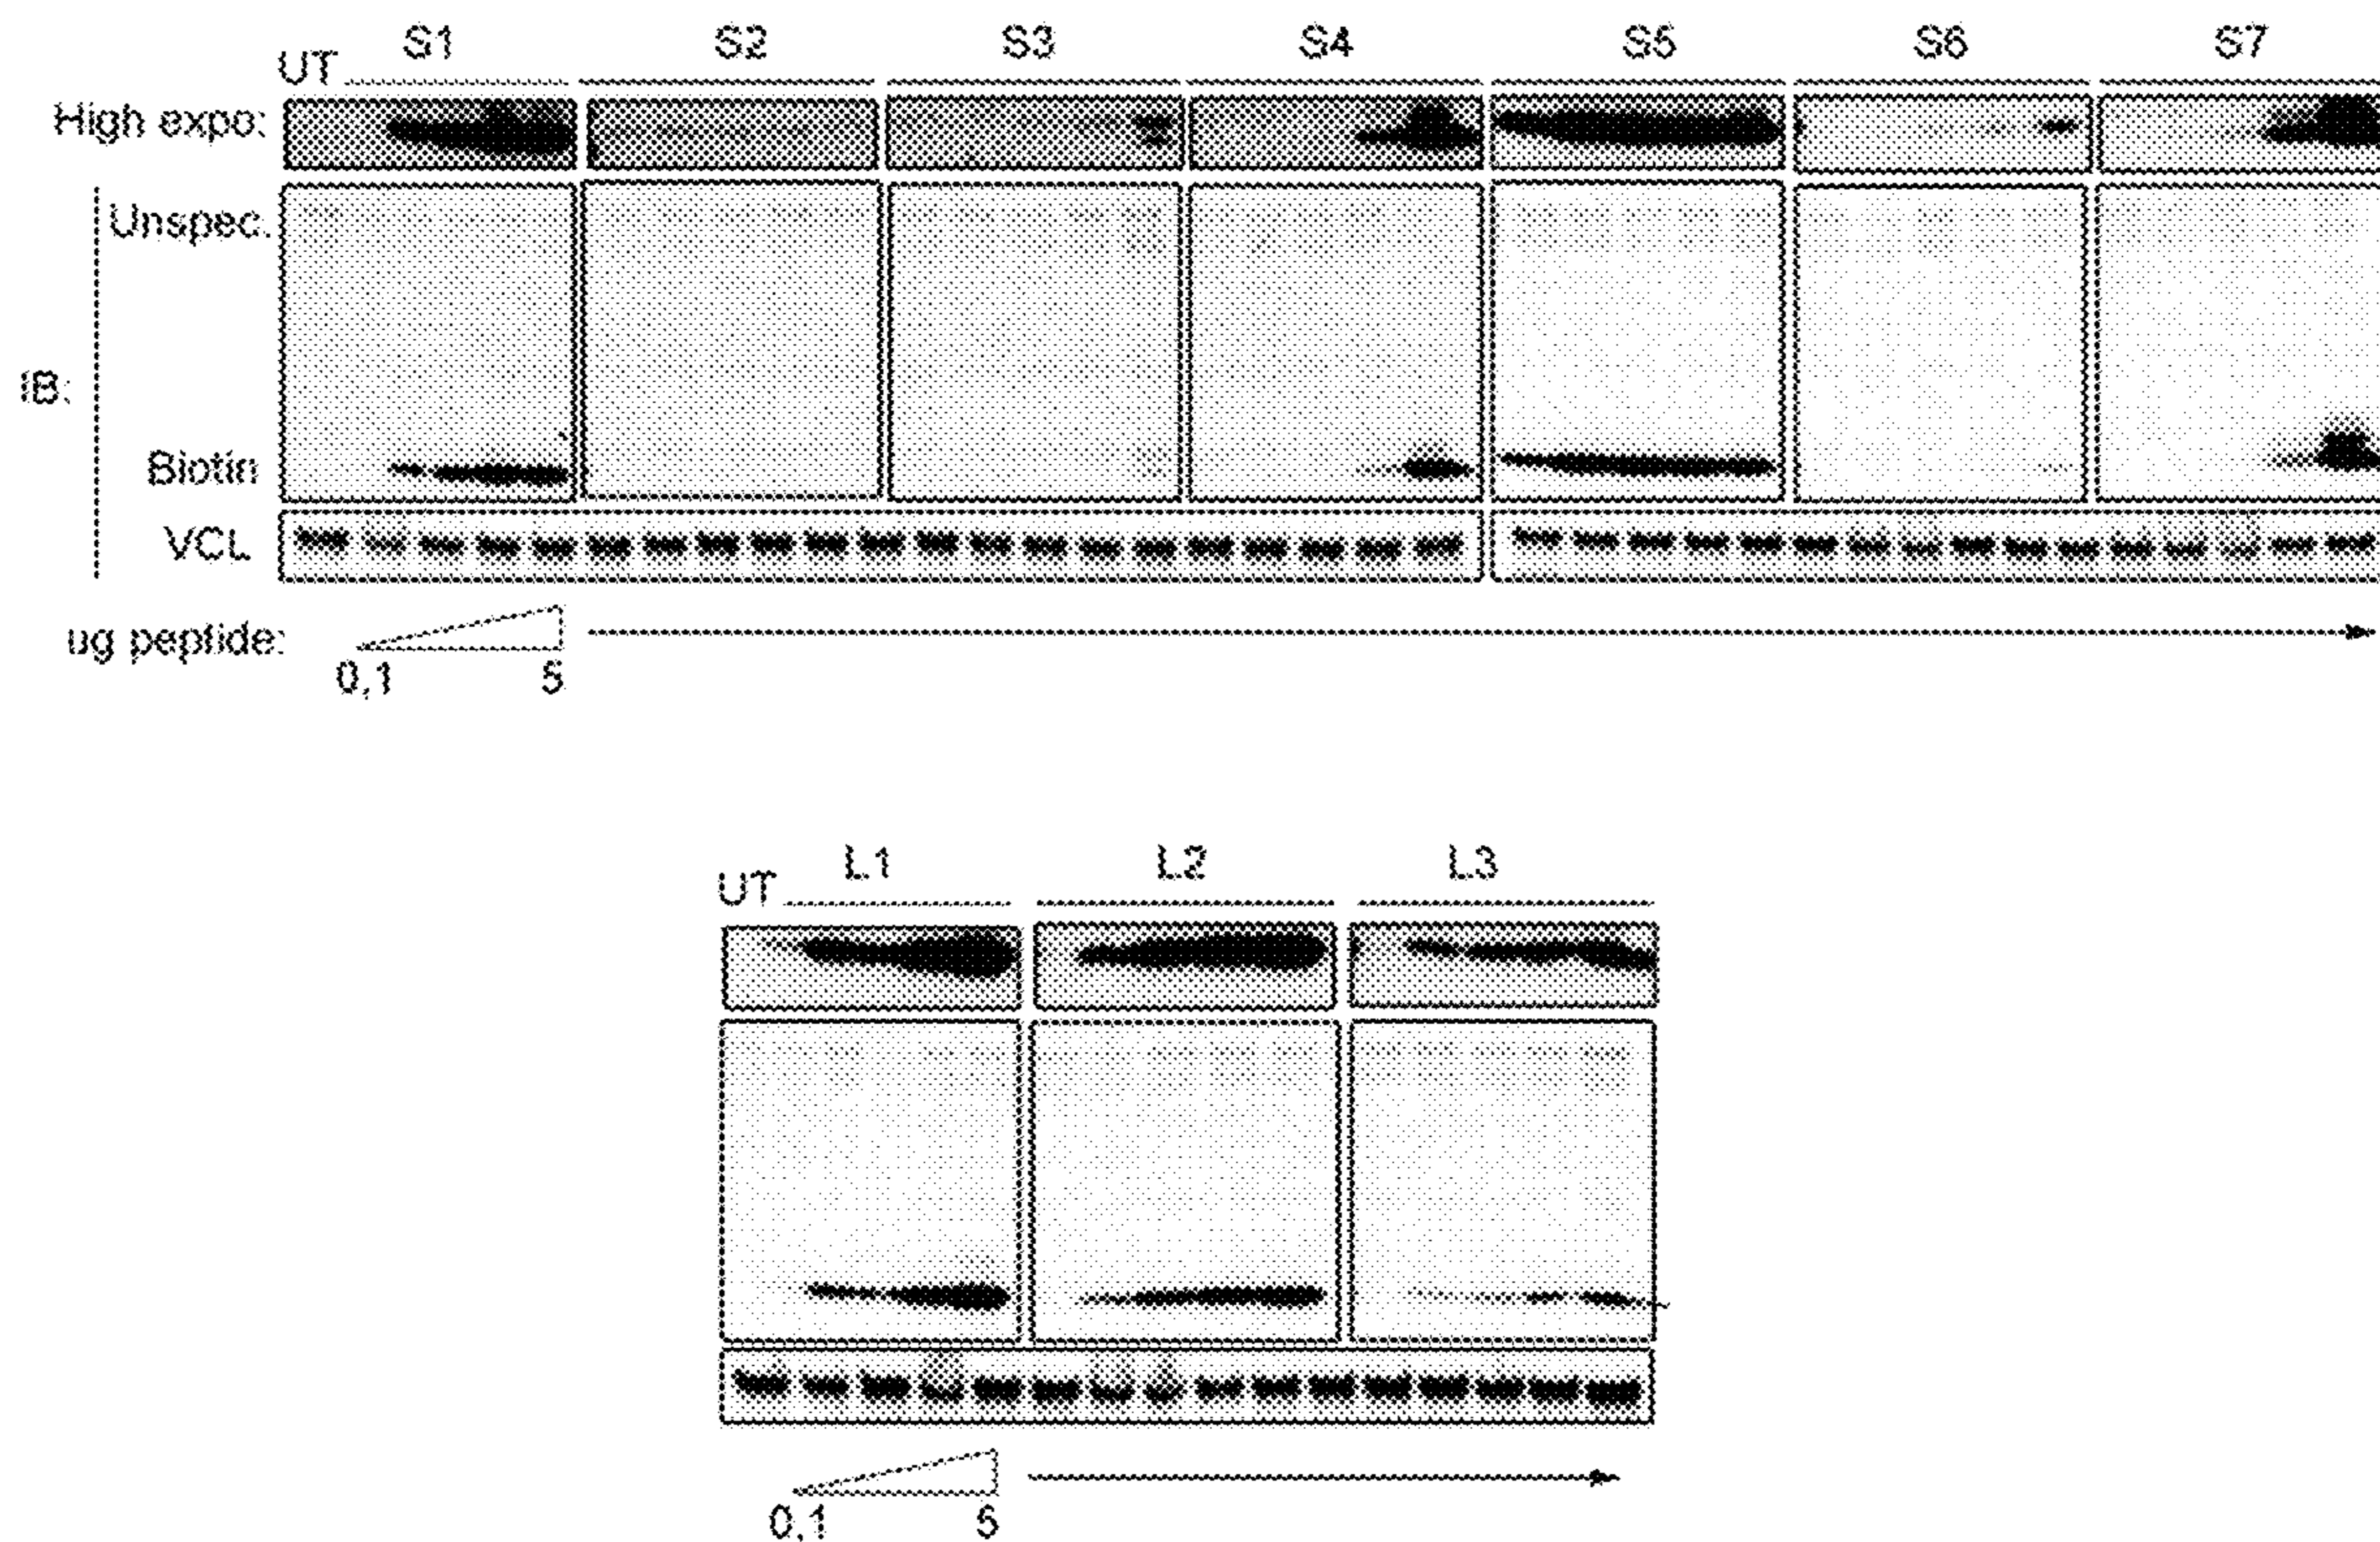 S1 S2 S3 S4 S5 S6 S7
UT
High expo:
Unspec.
IB:
Biotin
VCL
ug peptide:
0,1 5
L1 L2 L3
UT
0,1 5